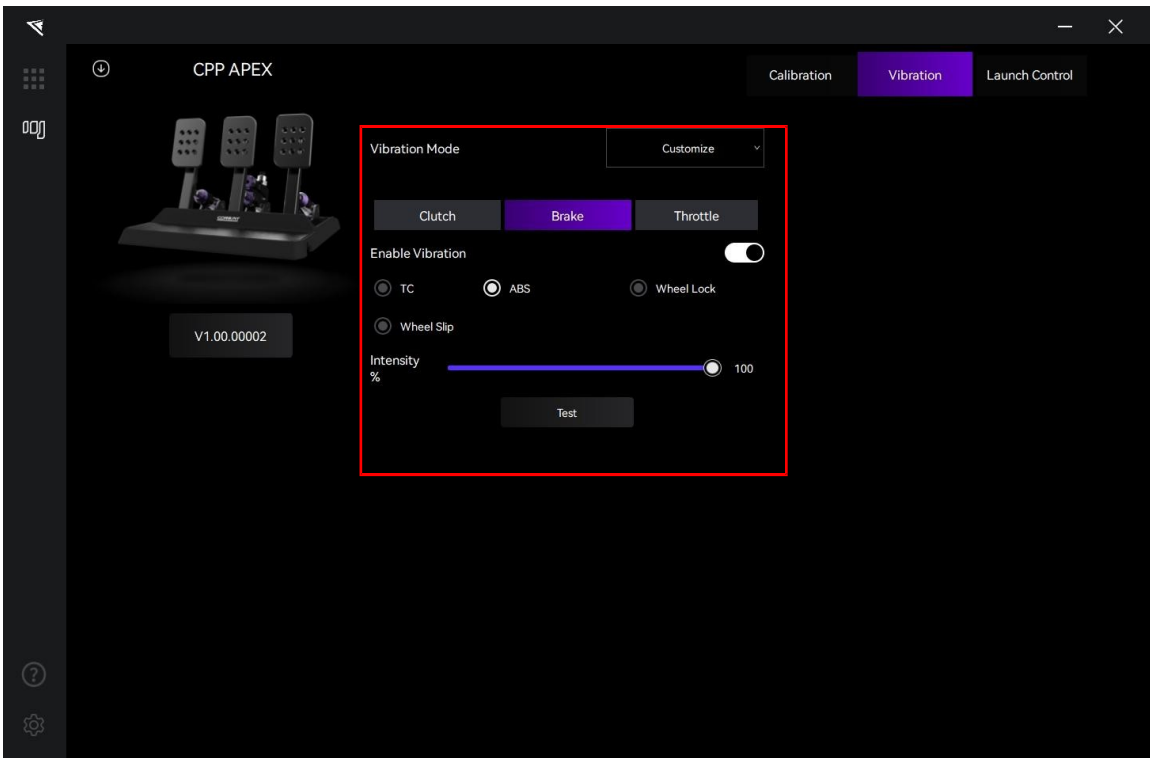 CPP APEX
Calibration
Vibration
Launch Control
Vibration Mode
Customize
Clutch
Brake
Throttle
Enable Vibration
TC
ABS
Wheel Lock
Wheel Slip
V1.00.00002
Intensity
%
100
Test